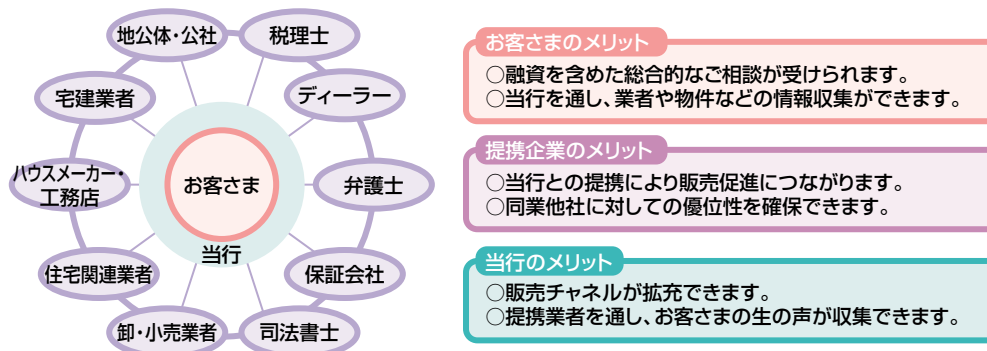 地公体・公社
税理士
宅建業者
ディーラー
ハウスメーカー・
工務店
お客さま
弁護士
当行
住宅関連業者
保証会社
卸・小売業者
司法書士
お客さまのメリット
○融資を含めた総合的なご相談が受けられます。
○当行を通し、業者や物件などの情報収集ができます。
提携企業のメリット
○当行との提携により販売促進につながります。
○同業他社に対しての優位性を確保できます。
当行のメリット
○販売チャネルが拡充できます。
○提携業者を通し、お客さまの生の声が収集できます。